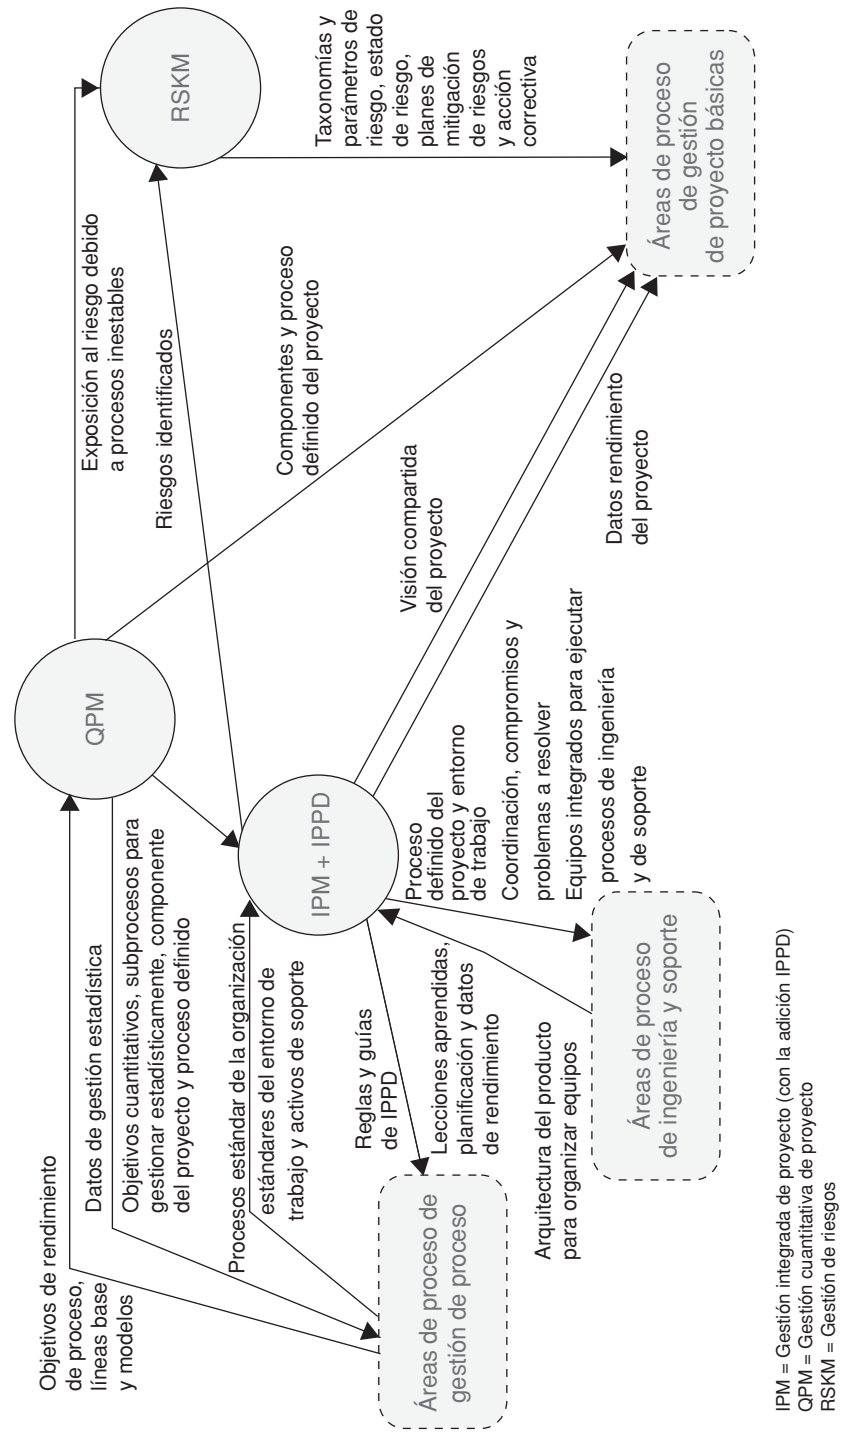 Objetivos de rendimiento
de proceso,
líneas base
y modelos
Datos de gestión estadística
Objetivos cuantitativos, subprocesos para
gestionar estadísticamente, componente
del proyecto y proceso definido
Procesos estándar de la organización
estándares del entorno de
trabajo y activos de soporte
Reglas y guías
de IPPD
Lecciones aprendidas,
planificación y datos
de rendimiento
Arquitectura del producto
para organizar equipos
Áreas de proceso de
gestión de proceso
Áreas de proceso
de ingeniería y soporte
QPM
IPM + IPPD
Proceso
definido del
proyecto y entorno
de trabajo
Coordinación, compromisos y
problemas a resolver
Equipos integrados para ejecutar
procesos de ingeniería
y de soporte
Exposición al riesgo debido
a procesos inestables
Riesgos identificados
Componentes y proceso
definido del proyecto
Visión compartida
del proyecto
Datos rendimiento
del proyecto
RSKM
Taxonomías y
parámetros de
riesgo, estado
de riesgo,
planes de
mitigación
de riesgos
y acción
correctiva
Áreas de proceso
de gestión
de proyecto básicas
IPM = Gestión integrada de proyecto (con la adición IPPD)
QPM = Gestión cuantitativa de proyecto
RSKM = Gestión de riesgos